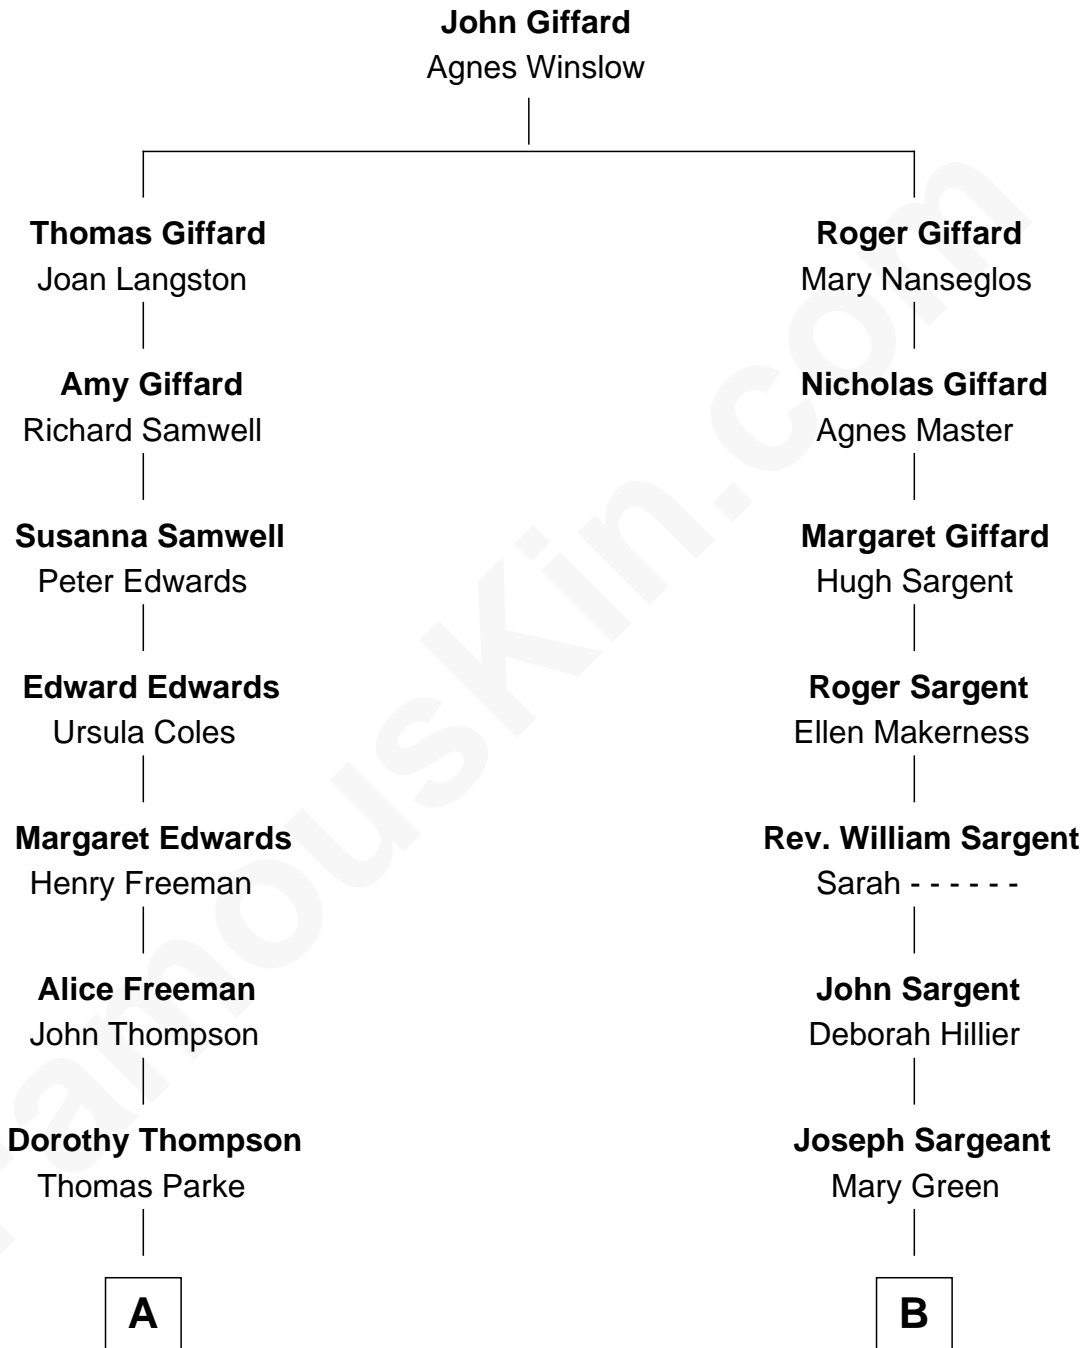 John Giffard
Agnes Winslow
Thomas Giffard
Joan Langston
Roger Giffard
Mary Nanseglos
Amy Giffard
Richard Samwell
Nicholas Giffard
Agnes Master
Susanna Samwell
Peter Edwards
Margaret Giffard
Hugh Sargent
Edward Edwards
Ursula Coles
Roger Sargent
Ellen Makerness
Margaret Edwards
Henry Freeman
Rev. William Sargent
Sarah - - - - - -
Alice Freeman
John Thompson
John Sargent
Deborah Hillier
Dorothy Thompson
Thomas Parke
Joseph Sargeant
Mary Green
A
B
FamousKin.com